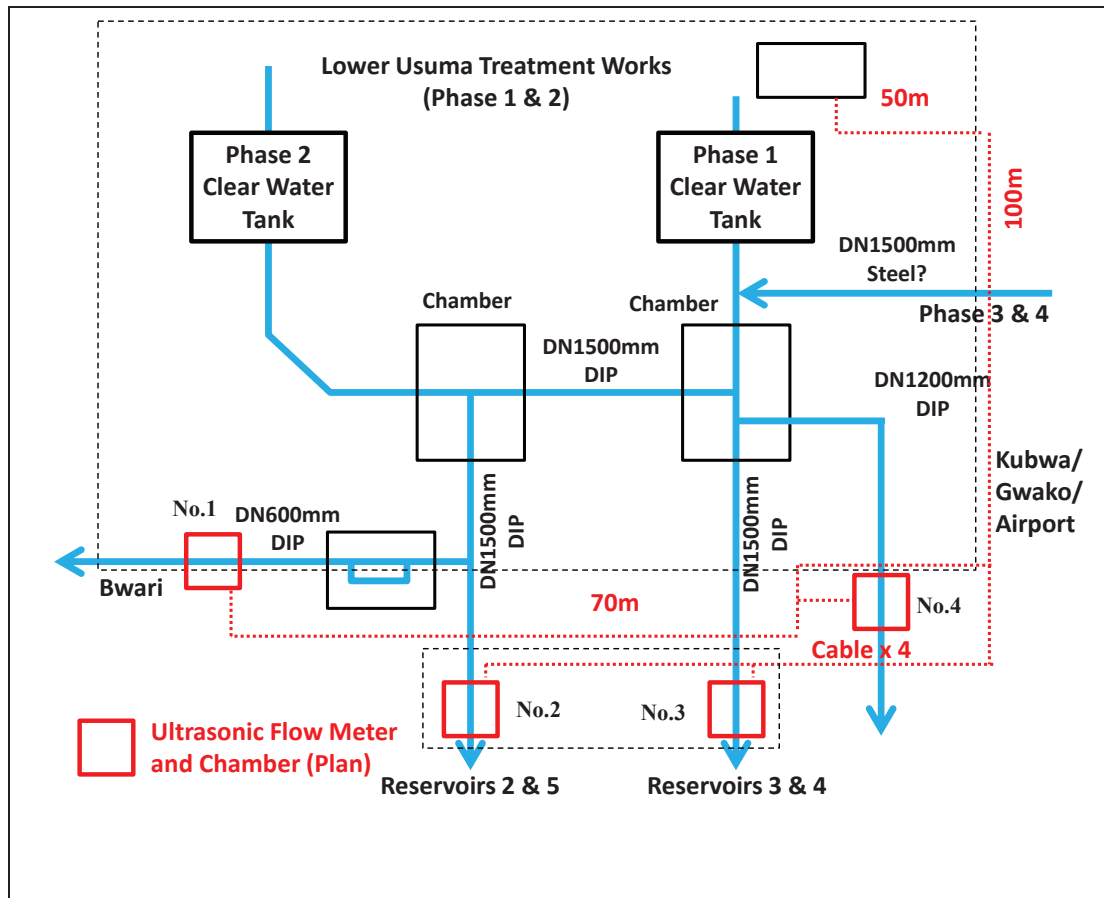 Lower Usuma Treatment Works
(Phase 1 & 2)
50m
100m
Phase 2
Clear Water
Tank
Phase 1
Clear Water
Tank
DN1500mm
Steel?
Phase 3 & 4
Chamber
Chamber
DN1500mm
DIP
DN1200mm
DIP
Kubwa/
Gwako/
Airport
No.1
DN600mm
DIP
DN1500mm
DIP
DN1500mm
DIP
Bwari
70m
No.4
Cable x 4
No.2
No.3
Ultrasonic Flow Meter
and Chamber (Plan)
Reservoirs 2 & 5
Reservoirs 3 & 4